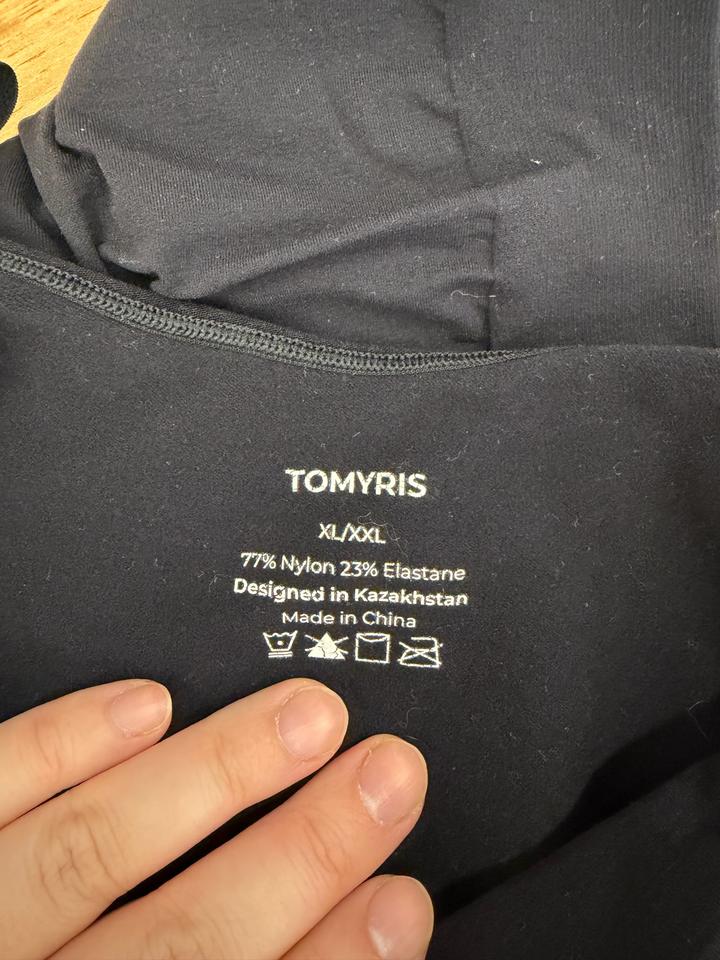 TOMYRIS
XL/XXL
77% Nylon 23% Elastane
Designed in Kazakhstan
Made in China